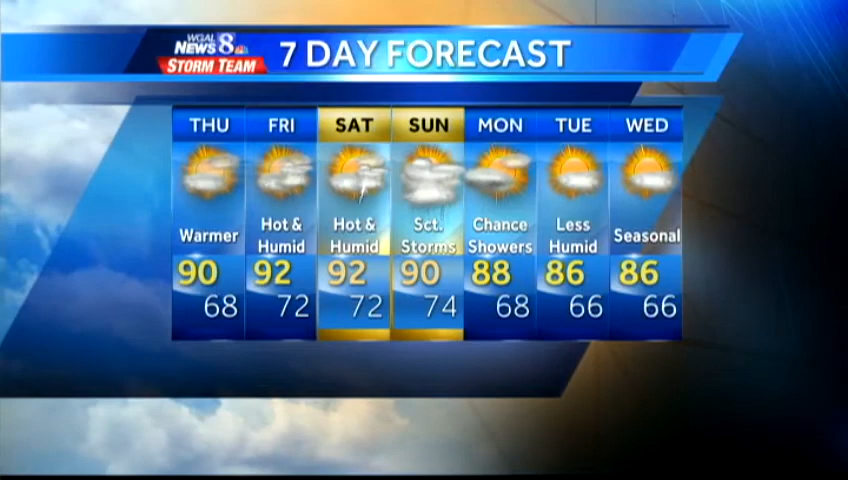 WGAL
NEWS 8
STORM TEAM
7 DAY FORECAST
THU FRI SAT SUN MON TUE WED
Warmer Hot & Humid Hot & Humid Sct. Storms Chance Showers Less Humid Seasonal
90 92 92 90 88 86 86
68 72 72 74 68 66 66